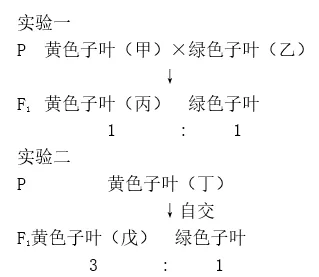 实验一
P 黄色子叶（甲）×绿色子叶（乙）
↓
F₁ 黄色子叶（丙） 绿色子叶
1 : 1
实验二
P 黄色子叶（丁）
↓自交
F₁黄色子叶（戊） 绿色子叶
3 : 1